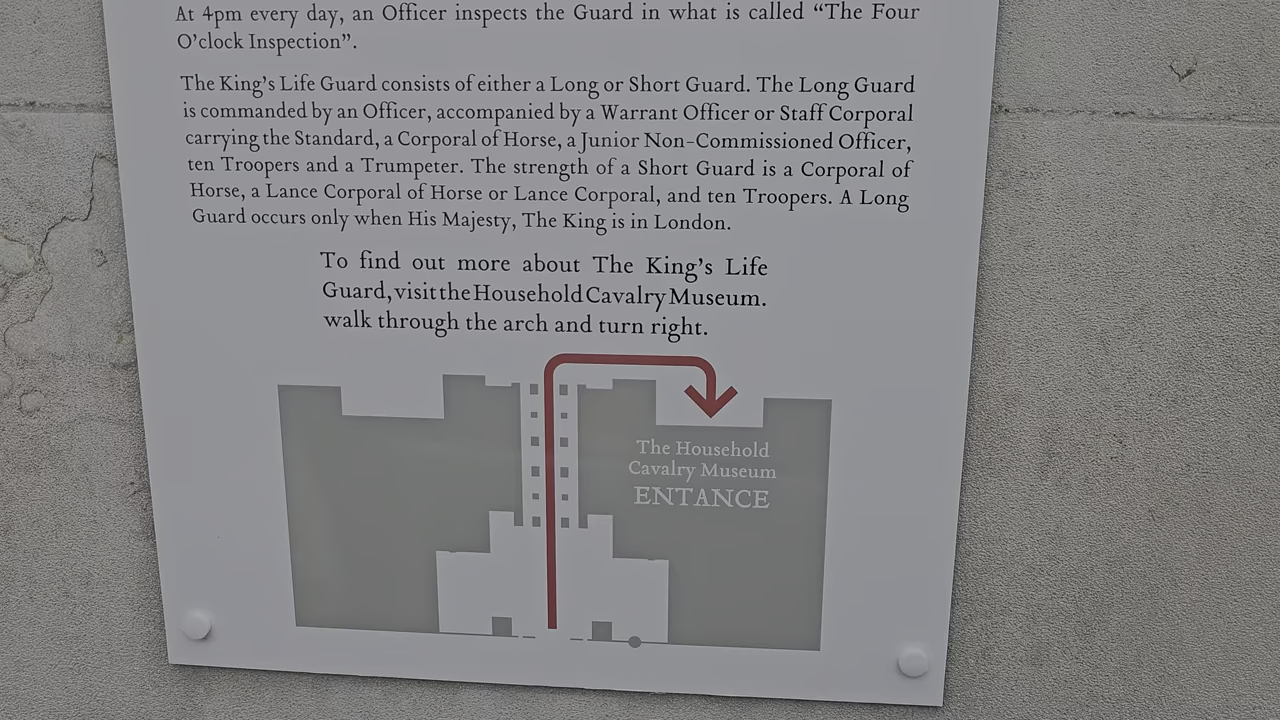 At 4pm every day, an Officer inspects the Guard in what is called “The Four
O’clock Inspection”.
The King’s Life Guard consists of either a Long or Short Guard. The Long Guard
is commanded by an Officer, accompanied by a Warrant Officer or Staff Corporal
carrying the Standard, a Corporal of Horse, a Junior Non-Commissioned Officer,
ten Troopers and a Trumpeter. The strength of a Short Guard is a Corporal of
Horse, a Lance Corporal of Horse or Lance Corporal, and ten Troopers. A Long
Guard occurs only when His Majesty, The King is in London.
To find out more about The King’s Life
Guard, visit the Household Cavalry Museum.
walk through the arch and turn right.
The Household
Cavalry Museum
ENTRANCE